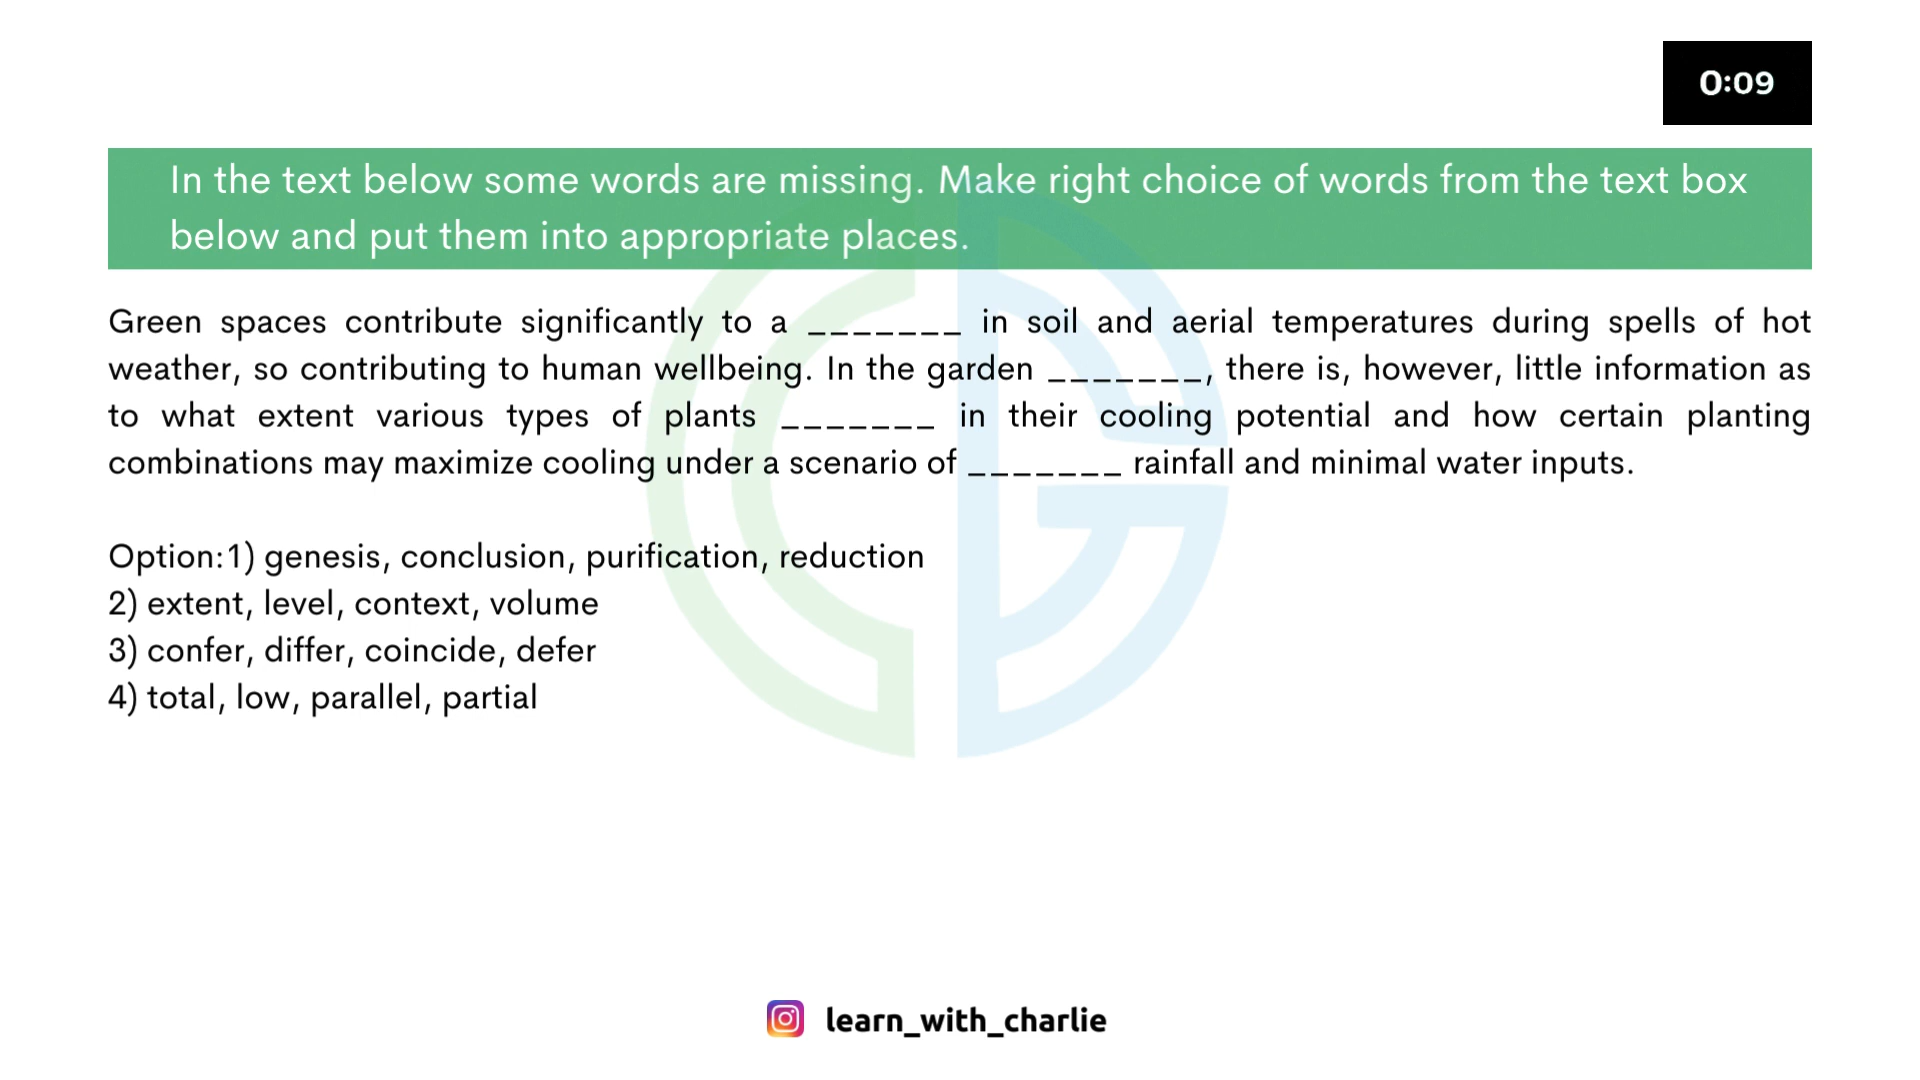 0:09
In the text below some words are missing. Make right choice of words from the text box
below and put them into appropriate places.
Green spaces contribute significantly to a _______ in soil and aerial temperatures during spells of hot
weather, so contributing to human wellbeing. In the garden _______, there is, however, little information as
to what extent various types of plants _______ in their cooling potential and how certain planting
combinations may maximize cooling under a scenario of _______ rainfall and minimal water inputs.
Option:1) genesis, conclusion, purification, reduction
2) extent, level, context, volume
3) confer, differ, coincide, defer
4) total, low, parallel, partial
learn_with_charlie